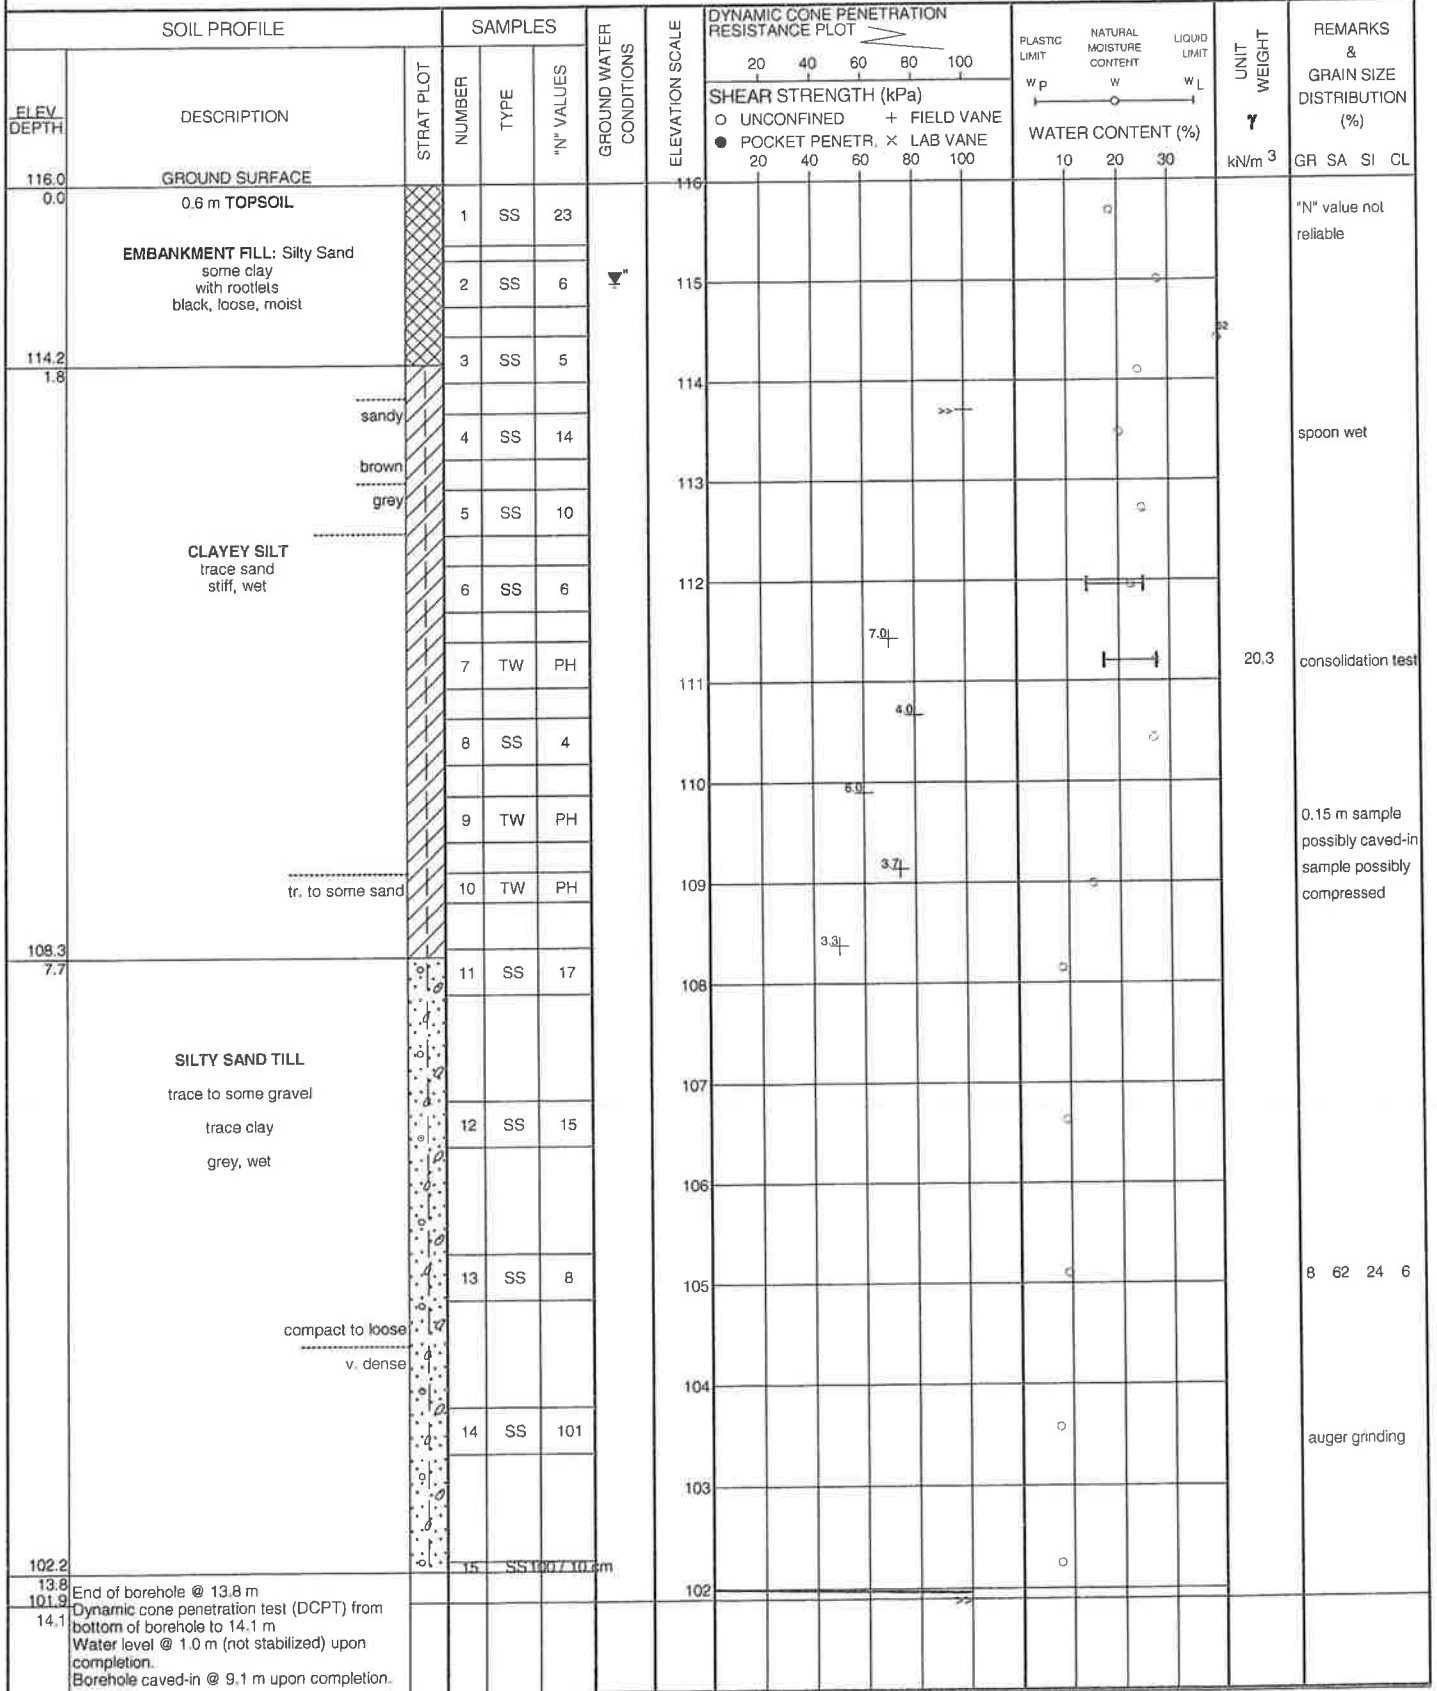 SOIL PROFILE
SAMPLES
GROUND WATER
CONDITIONS
ELEVATION SCALE
DYNAMIC CONE PENETRATION
RESISTANCE PLOT
20 40 60 80 100
SHEAR STRENGTH (kPa)
O UNCONFINED + FIELD VANE
● POCKET PENETR. × LAB VANE
20 40 60 80 100
PLASTIC
LIMIT
NATURAL
MOISTURE
CONTENT
LIQUID
LIMIT
W P
W
W L
WATER CONTENT (%)
10 20 30
UNIT
WEIGHT
γ
kN/m 3
REMARKS
&
GRAIN SIZE
DISTRIBUTION
(%)
GR SA SI CL
ELEV
DEPTH
DESCRIPTION
STRAT PLOT
NUMBER
TYPE
"N" VALUES
116.0
0.0
GROUND SURFACE
0.6 m TOPSOIL
EMBANKMENT FILL: Silty Sand
some clay
with rootlets
black, loose, moist
114.2
1.8
sandy
brown
grey
CLAYEY SILT
trace sand
stiff, wet
tr. to some sand
108.3
7.7
SILTY SAND TILL
trace to some gravel
trace clay
grey, wet
compact to loose
v. dense
102.2
13.8
101.9
14.1
End of borehole @ 13.8 m
Dynamic cone penetration test (DCPT) from
bottom of borehole to 14.1 m
Water level @ 1.0 m (not stabilized) upon
completion.
Borehole caved-in @ 9.1 m upon completion.
1 SS 23
2 SS 6
3 SS 5
4 SS 14
5 SS 10
6 SS 6
7 TW PH
8 SS 4
9 TW PH
10 TW PH
11 SS 17
12 SS 15
13 SS 8
14 SS 101
15 SS 100 / 10 cm
116
115
114
113
112
111
110
109
108
107
106
105
104
103
102
>>
7.0
4.0
6.0
3.7
3.3
>>
20.3
"N" value not
reliable
spoon wet
consolidation test
0.15 m sample
possibly caved-in
sample possibly
compressed
8 62 24 6
auger grinding